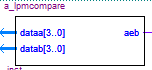 a_lpmcompare
dataa[3..0] aeb
datab[3..0]
inst